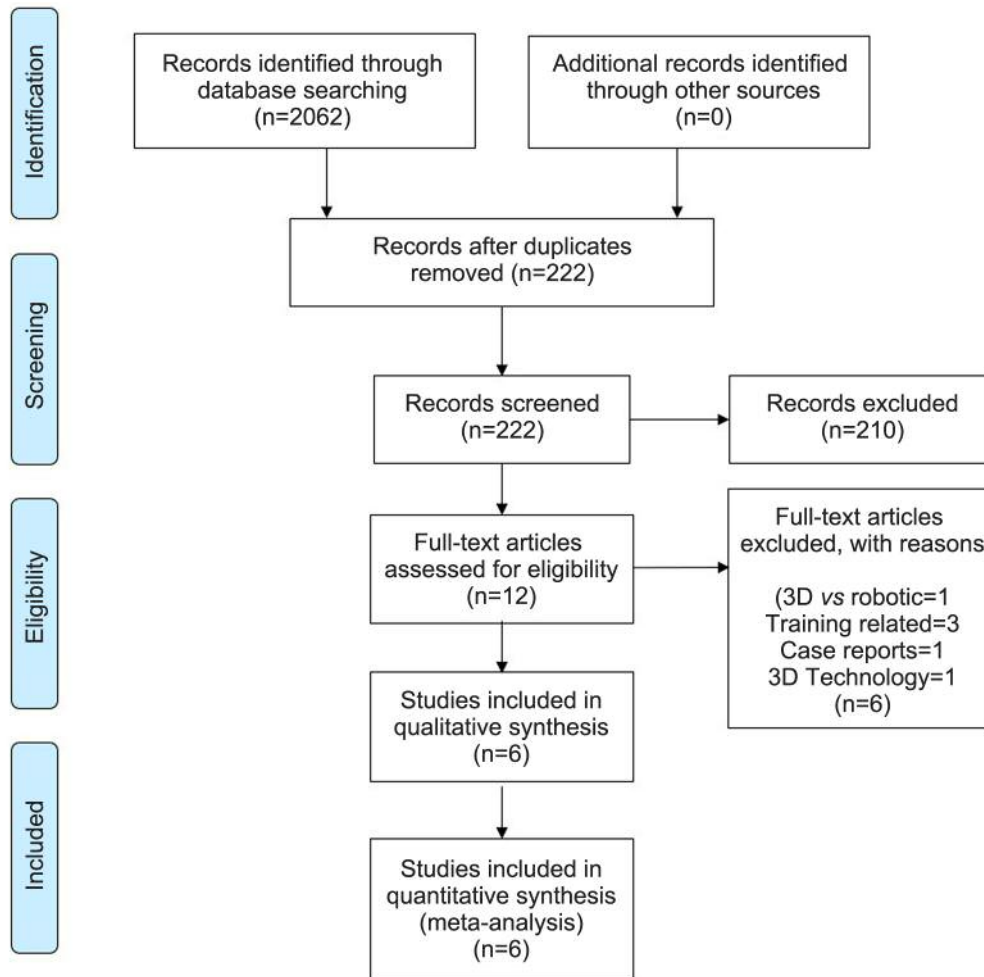 Identification
Records identified through
database searching
(n=2062)
Additional records identified
through other sources
(n=0)
Records after duplicates
removed (n=222)
Screening
Records screened
(n=222)
Records excluded
(n=210)
Eligibility
Full-text articles
assessed for eligibility
(n=12)
Full-text articles
excluded, with reasons
(3D vs robotic=1
Training related=3
Case reports=1
3D Technology=1
(n=6)
Studies included in
qualitative synthesis
(n=6)
Included
Studies included in
quantitative synthesis
(meta-analysis)
(n=6)